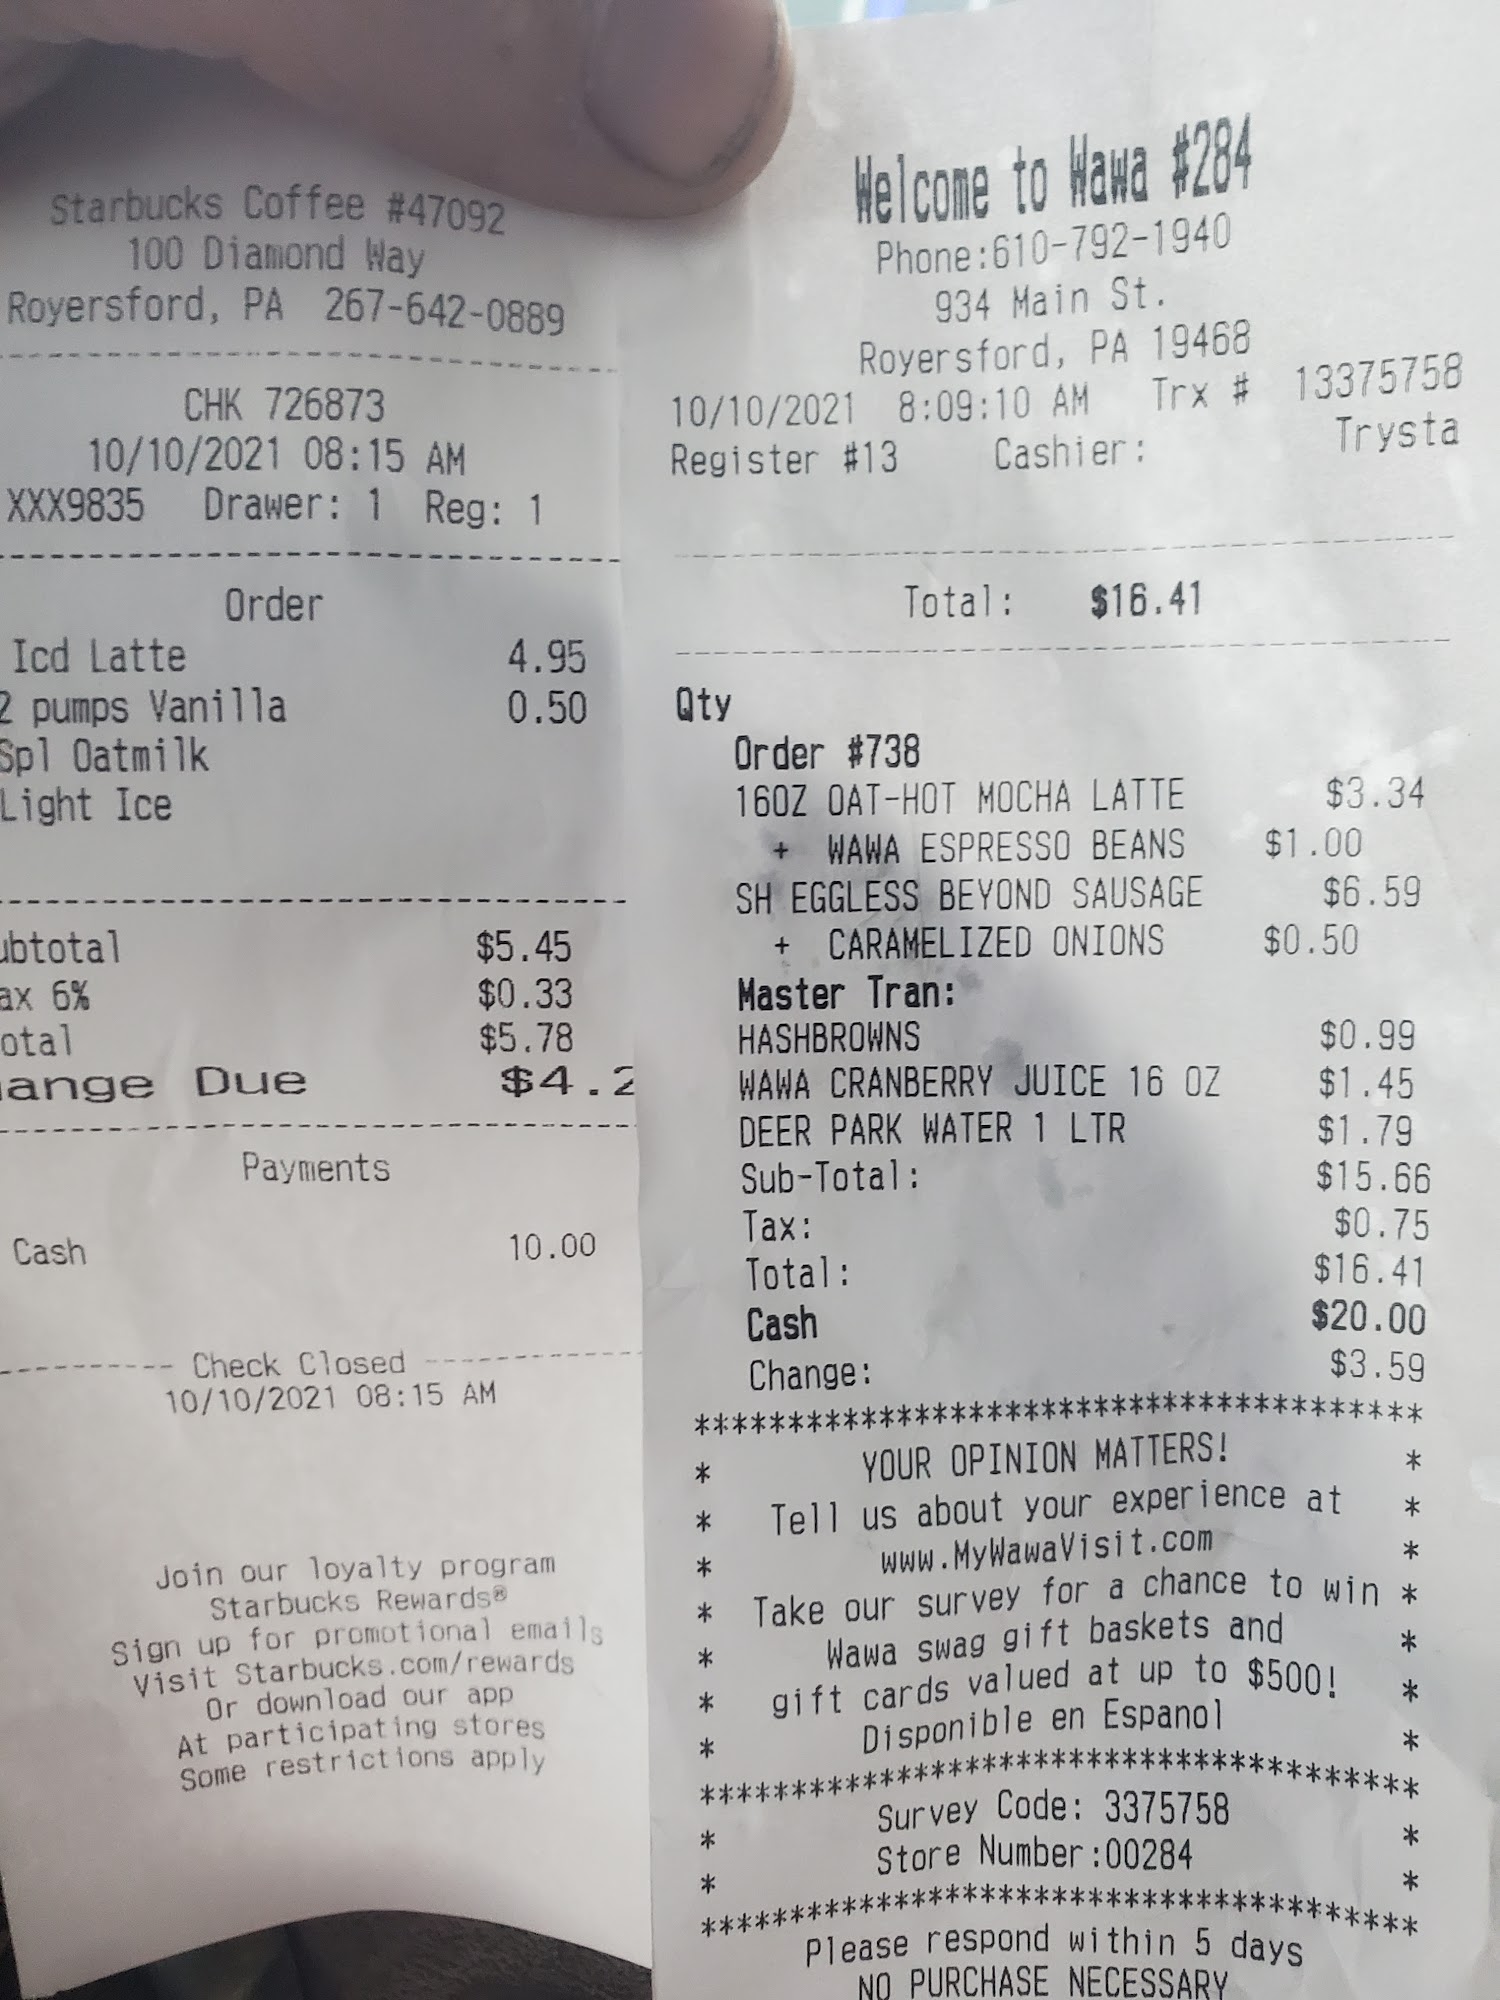 Starbucks Coffee #47092
100 Diamond Way
Royersford, PA 267-642-0889
CHK 726873
10/10/2021 08:15 AM
XXX9835 Drawer: 1 Reg: 1
Order
Icd Latte 4.95
2 pumps Vanilla 0.50
Spl Oatmilk
Light Ice
ubtotal $5.45
ax 6% $0.33
otal $5.78
ange Due $4.2
Payments
Cash 10.00
Check Closed
10/10/2021 08:15 AM
Join our loyalty program
Starbucks Rewards®
Sign up for promotional emails
Visit Starbucks.com/rewards
Or download our app
At participating stores
Some restrictions apply
Welcome to Wawa #284
Phone:610-792-1940
934 Main St.
Royersford, PA 19468
10/10/2021 8:09:10 AM Trx # 13375758
Register #13 Cashier: Trysta
Total: $16.41
Qty
Order #738
16OZ OAT-HOT MOCHA LATTE $3.34
+ WAWA ESPRESSO BEANS $1.00
SH EGGLESS BEYOND SAUSAGE $6.59
+ CARAMELIZED ONIONS $0.50
Master Tran:
HASHBROWNS $0.99
WAWA CRANBERRY JUICE 16 OZ $1.45
DEER PARK WATER 1 LTR $1.79
Sub-Total: $15.66
Tax: $0.75
Total: $16.41
Cash $20.00
Change: $3.59
****************************************
* YOUR OPINION MATTERS! *
* Tell us about your experience at *
* www.MyWawaVisit.com *
* Take our survey for a chance to win *
* Wawa swag gift baskets and *
* gift cards valued at up to $500! *
* Disponible en Espanol *
****************************************
* Survey Code: 3375758 *
* Store Number:00284 *
****************************************
Please respond within 5 days
NO PURCHASE NECESSARY